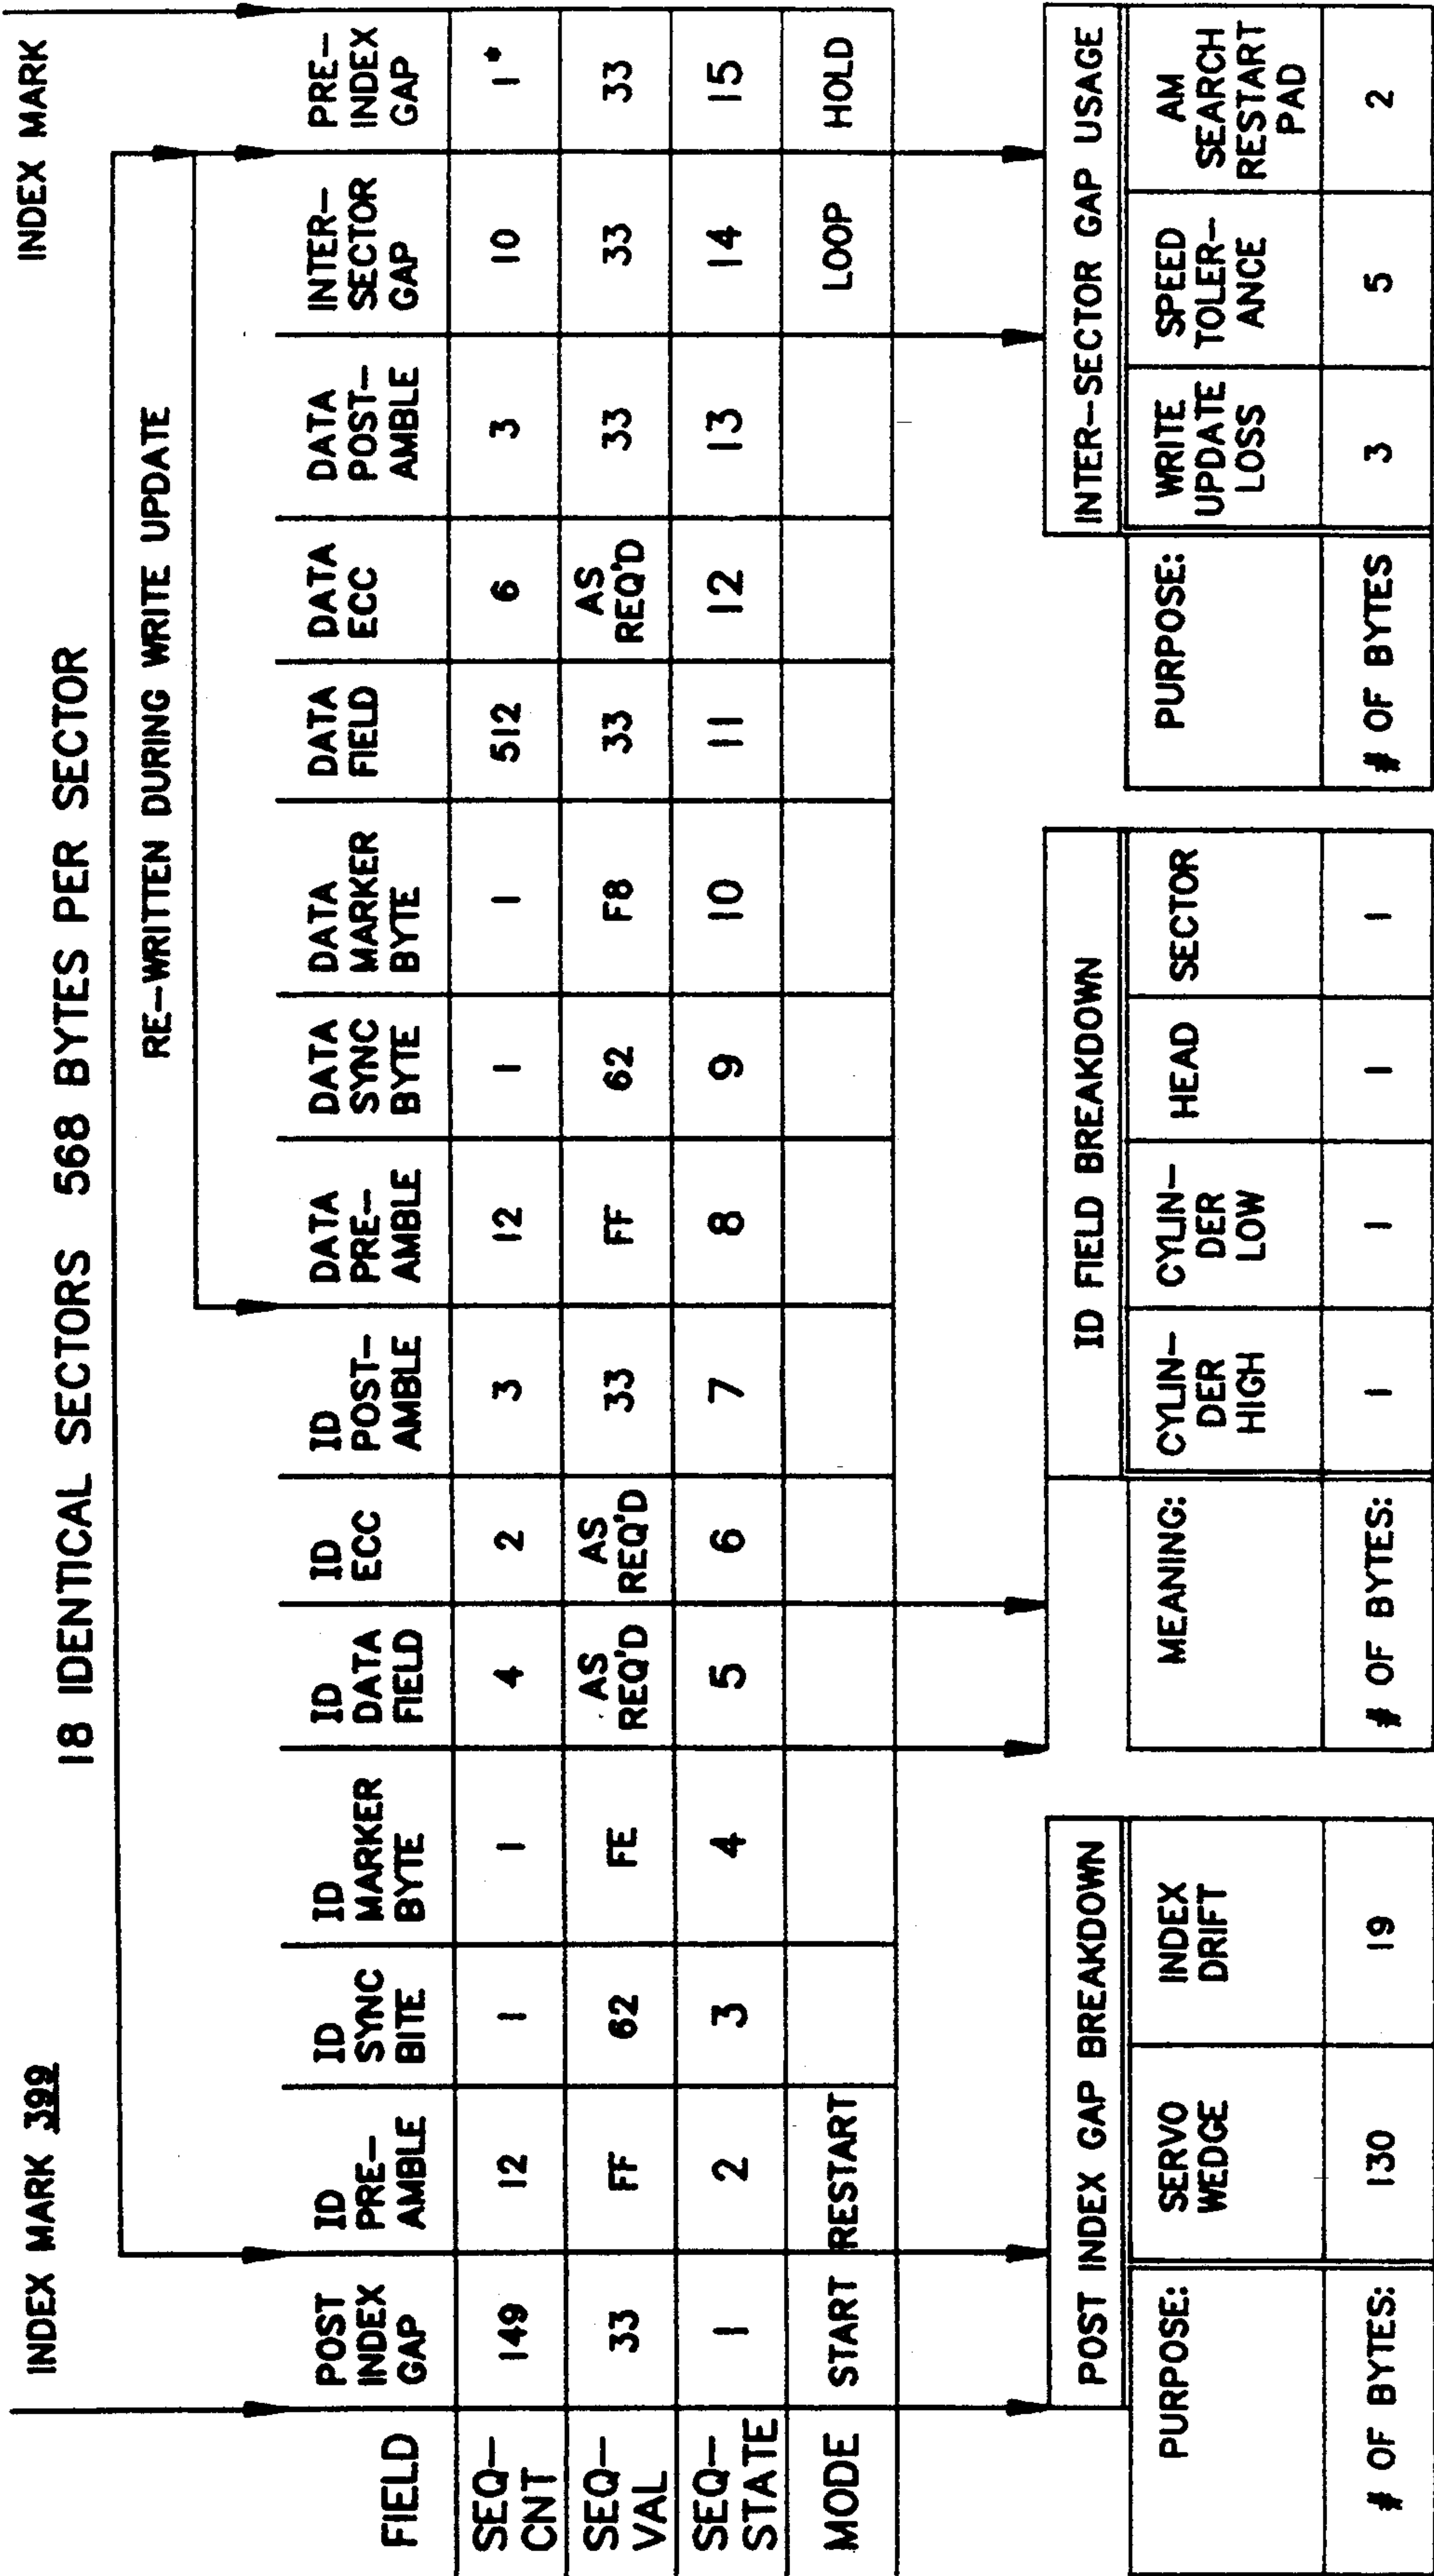 INDEX MARK 399
INDEX MARK
18 IDENTICAL SECTORS 568 BYTES PER SECTOR
RE-WRITTEN DURING WRITE UPDATE
FIELD
POST
INDEX
GAP
ID
PRE-
AMBLE
ID
SYNC
BITE
ID
MARKER
BYTE
ID
DATA
FIELD
ID
ECC
ID
POST-
AMBLE
DATA
PRE-
AMBLE
DATA
SYNC
BYTE
DATA
MARKER
BYTE
DATA
FIELD
DATA
ECC
DATA
POST-
AMBLE
INTER-
SECTOR
GAP
PRE-
INDEX
GAP
SEQ-
CNT
149 12 1 1 4 2 3 12 1 1 512 6 3 10 1*
SEQ-
VAL
33 FF 62 FE
AS
REQ'D
AS
REQ'D
33 FF 62 F8 33
AS
REQ'D
33 33 33
SEQ-
STATE
1 2 3 4 5 6 7 8 9 10 11 12 13 14 15
MODE START RESTART LOOP HOLD
POST INDEX GAP BREAKDOWN
PURPOSE:
SERVO
WEDGE
INDEX
DRIFT
# OF BYTES: 130 19
ID FIELD BREAKDOWN
MEANING:
CYLIN-
DER
HIGH
CYLIN-
DER
LOW
HEAD
SECTOR
# OF BYTES: 1 1 1 1
INTER-SECTOR GAP USAGE
PURPOSE:
WRITE
UPDATE
LOSS
SPEED
TOLER-
ANCE
AM
SEARCH
RESTART
PAD
# OF BYTES 3 5 2